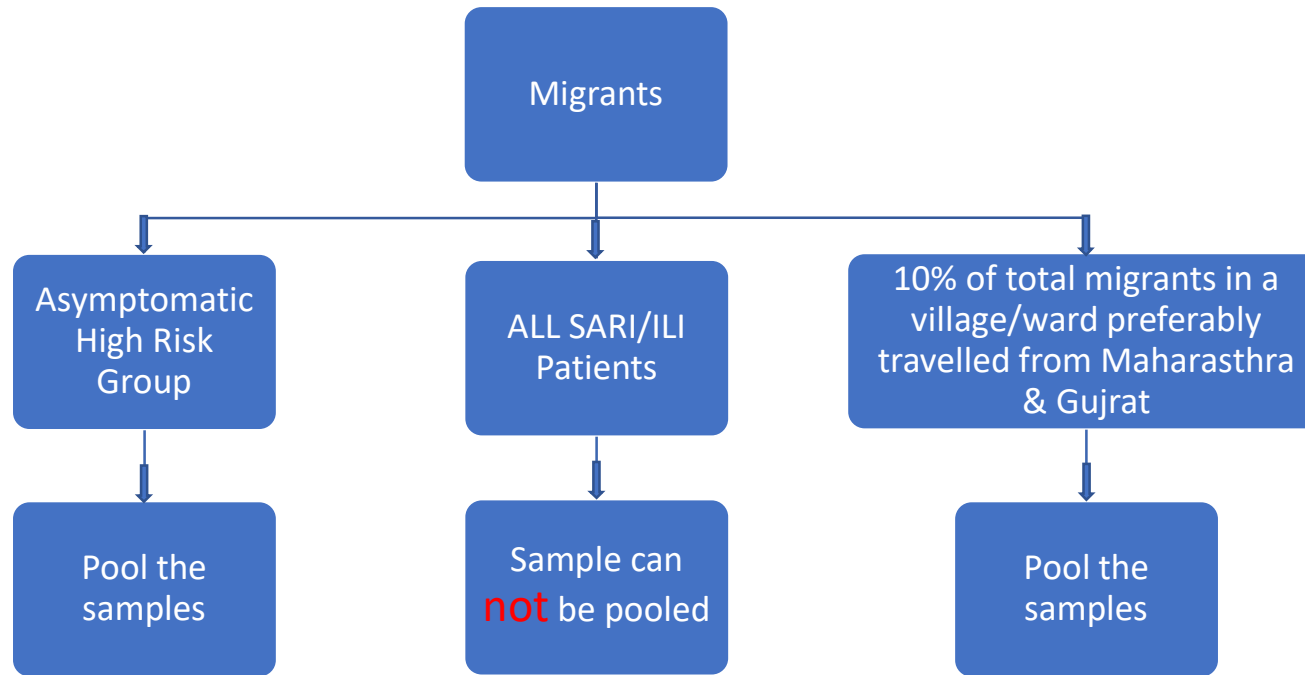 Migrants
Asymptomatic
High Risk
Group
ALL SARI/ILI
Patients
10% of total migrants in a
village/ward preferably
travelled from Maharasthra
& Gujrat
Pool the
samples
Sample can
not be pooled
Pool the
samples